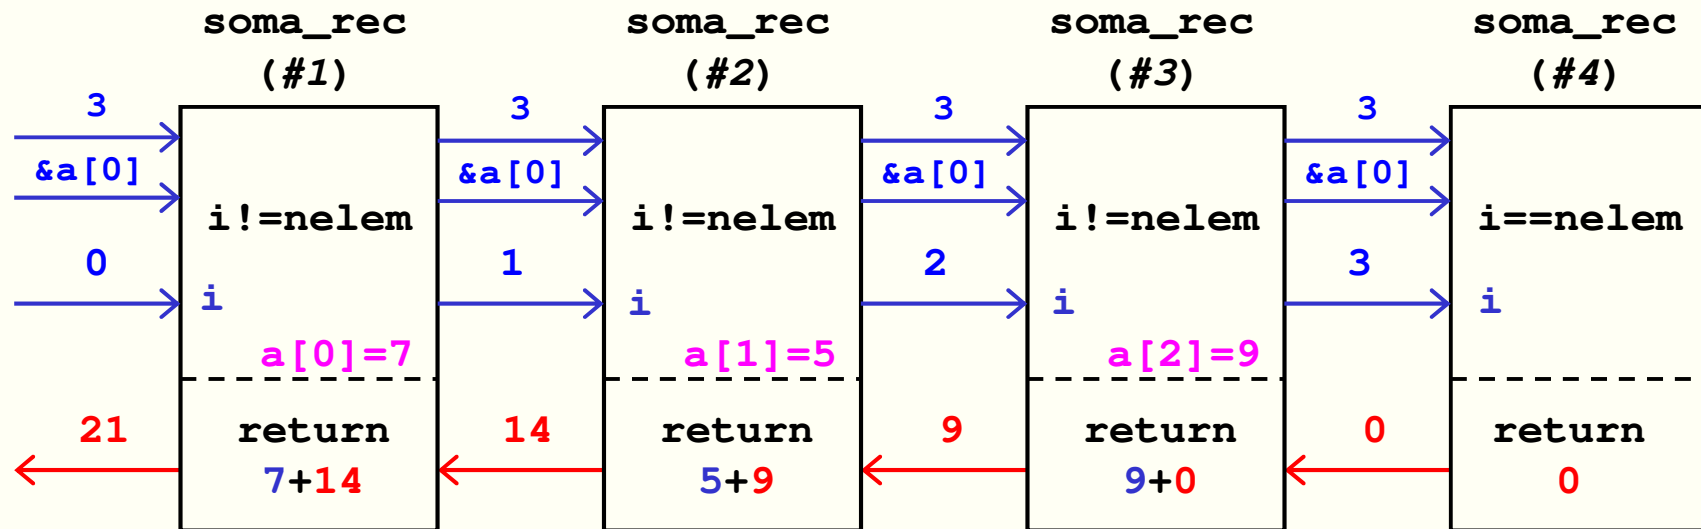 soma_rec soma_rec soma_rec soma_rec
(#1) (#2) (#3) (#4)
3 3 3 3
&a[0] &a[0] &a[0] &a[0]
i!=nelem i!=nelem i!=nelem i==nelem
0 1 2 3
i i i i
a[0]=7 a[1]=5 a[2]=9
21 return 14 return 9 return 0 return
7+14 5+9 9+0 0